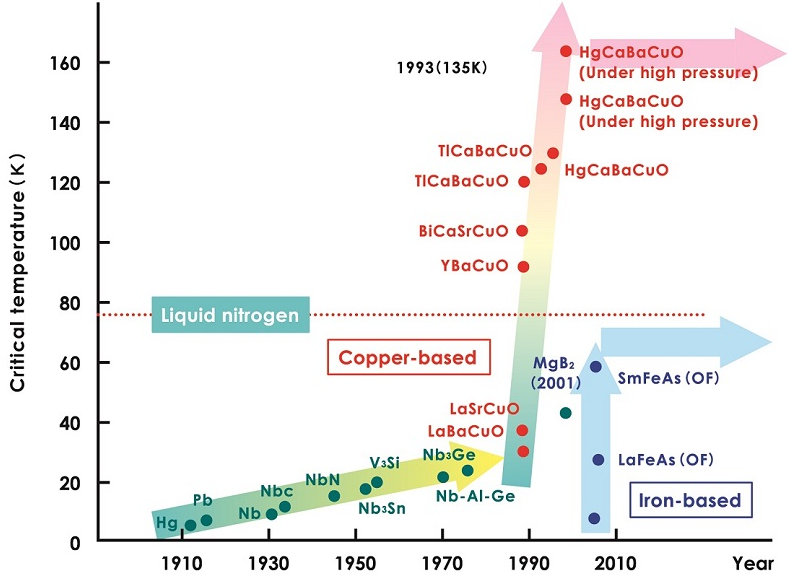 Critical temperature (K)
160
140
120
100
80
60
40
20
0
1910
1930
1950
1970
1990
2010
Year
1993(135K)
HgCaBaCuO
(Under high pressure)
HgCaBaCuO
(Under high pressure)
TlCaBaCuO
HgCaBaCuO
TlCaBaCuO
BiCaSrCuO
YBaCuO
Liquid nitrogen
Copper-based
MgB₂
(2001)
SmFeAs (OF)
LaSrCuO
LaBaCuO
LaFeAs (OF)
Iron-based
Hg
Pb
Nb
Nbc
NbN
Nb₃Sn
V₃Si
Nb₃Ge
Nb-Al-Ge